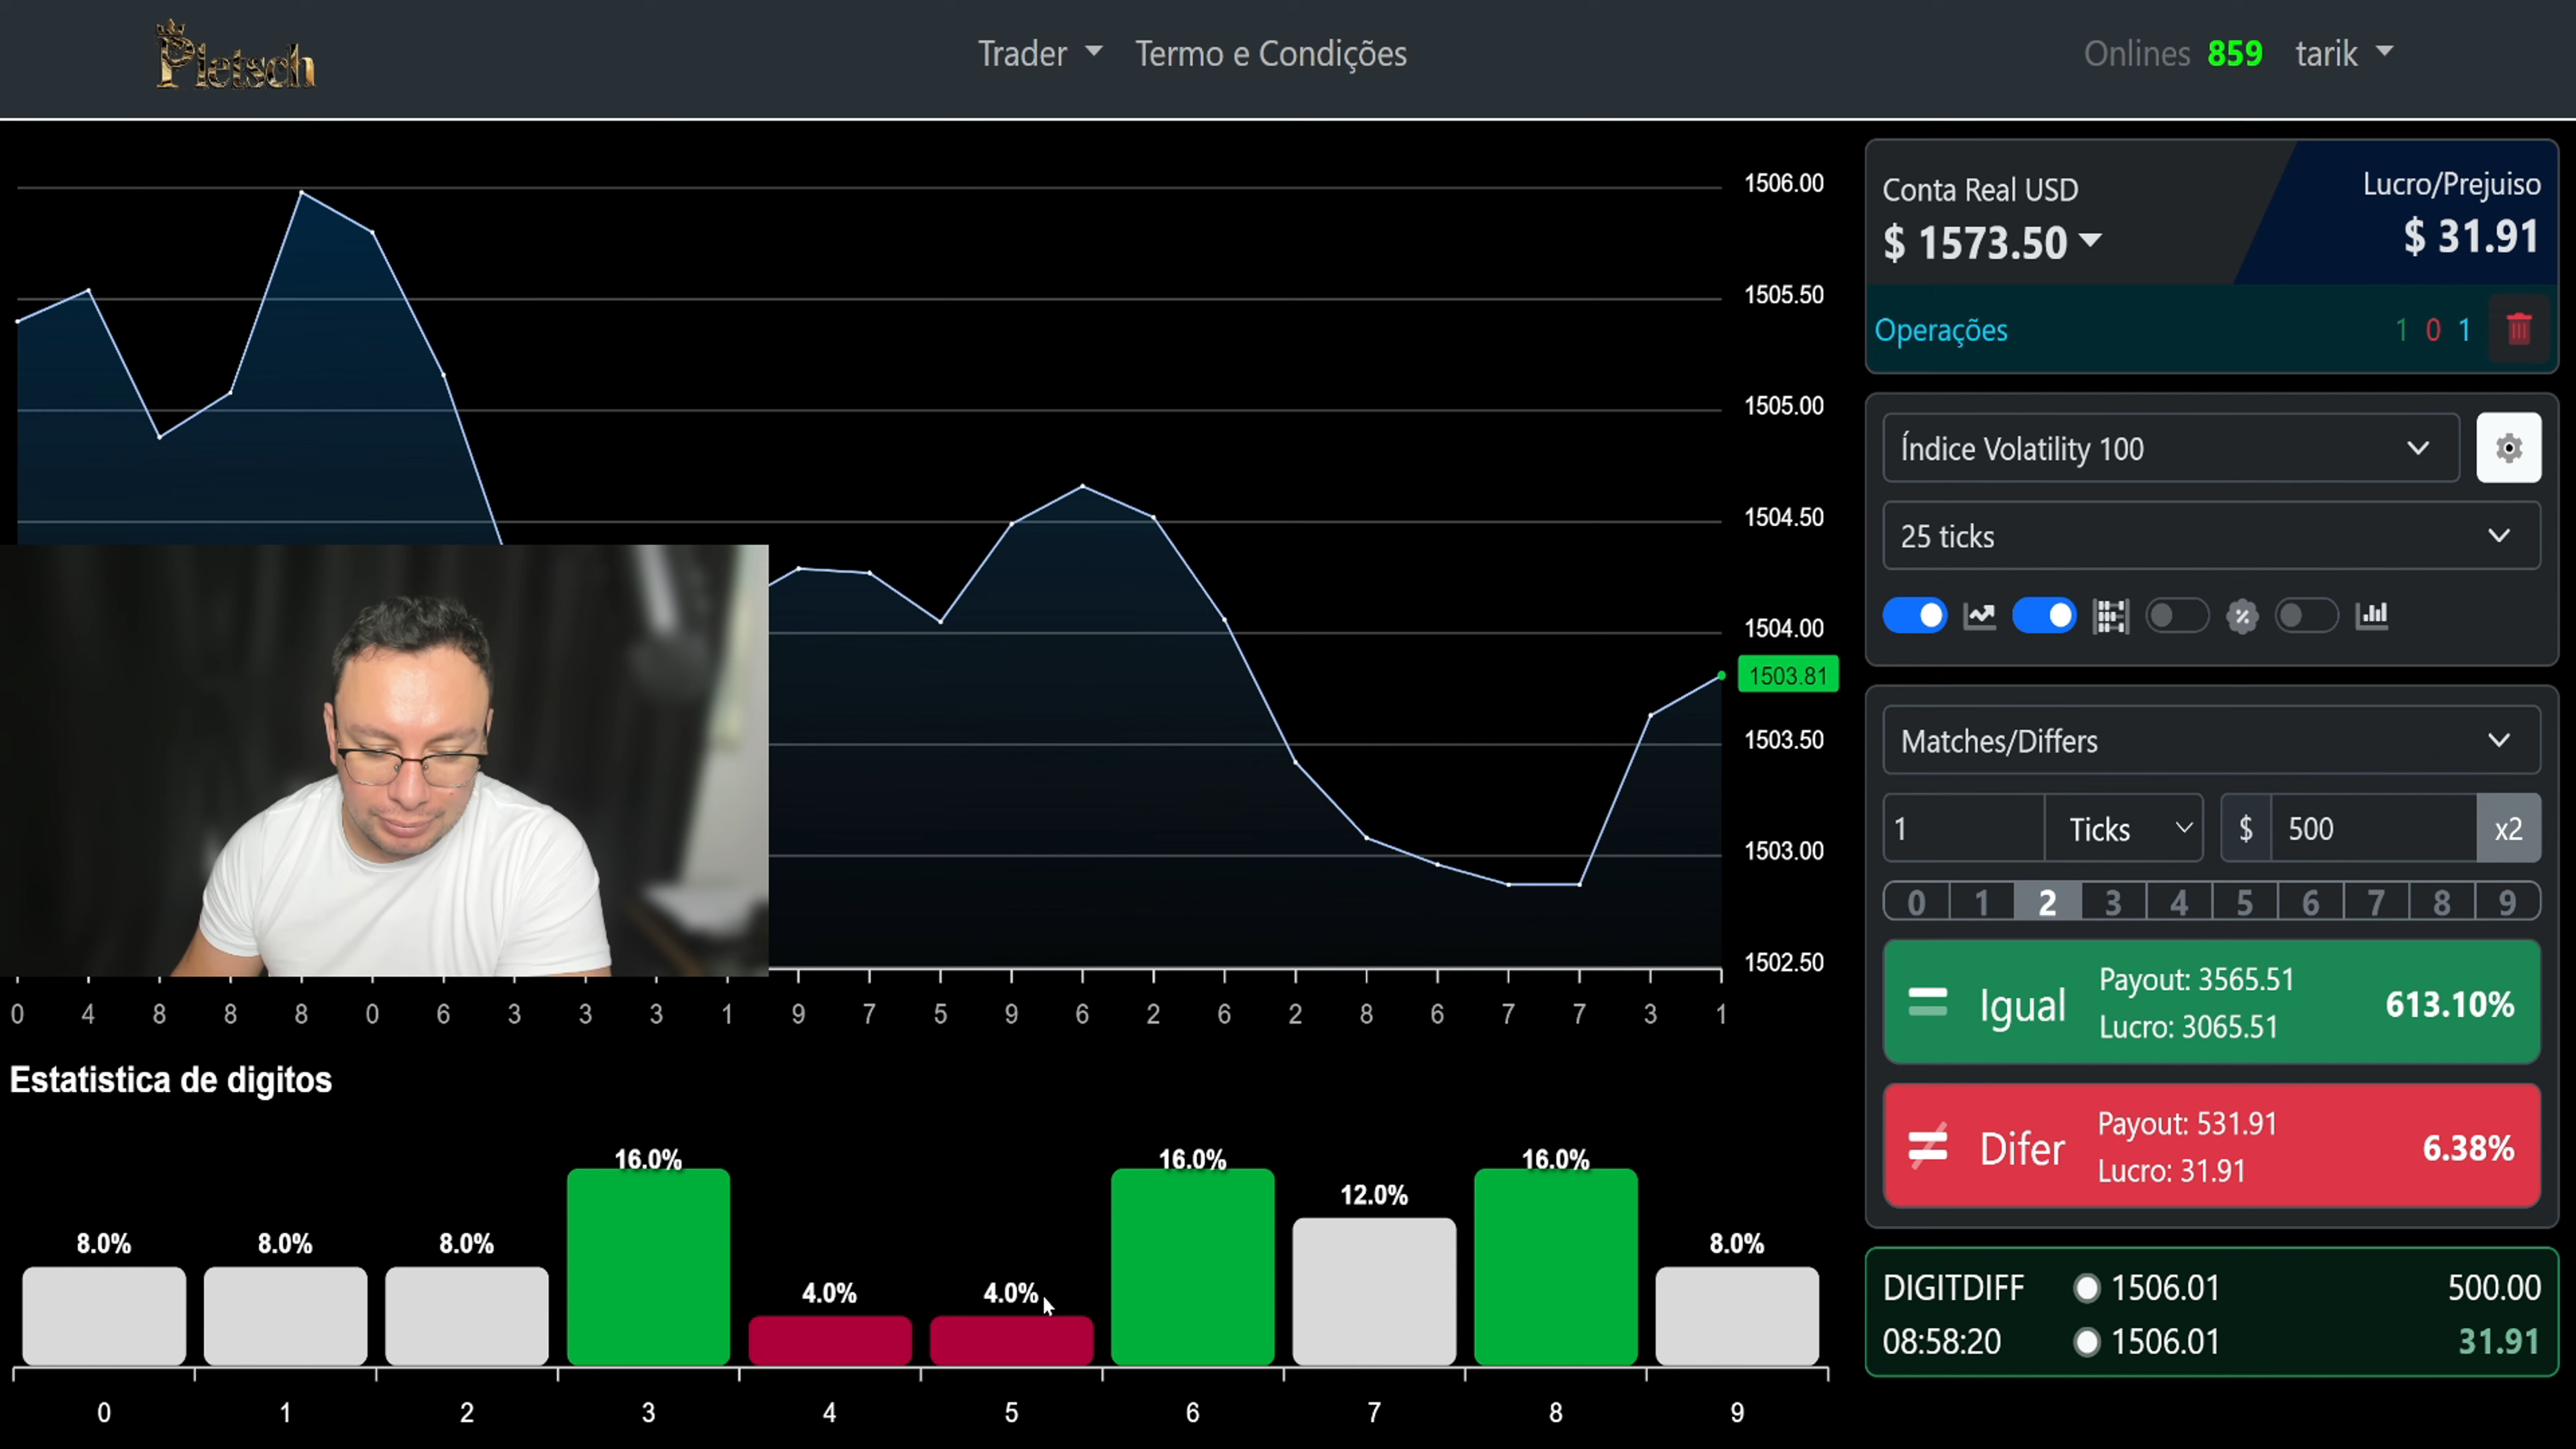 Pletsch
Trader
Termo e Condições
Onlines 859
tarik
1506.00
1505.50
1505.00
1504.50
1504.00
1503.81
1503.50
1503.00
1502.50
0 4 8 8 8 0 6 3 3 3 1 9 7 5 9 6 2 6 2 8 6 7 7 3 1
Estatistica de digitos
8.0% 8.0% 8.0% 16.0% 4.0% 4.0% 16.0% 12.0% 16.0% 8.0%
0 1 2 3 4 5 6 7 8 9
Conta Real USD
$ 1573.50
Lucro/Prejuiso
$ 31.91
Operações
1 0 1
Índice Volatility 100
25 ticks
Matches/Differs
1 Ticks $ 500 x2
0 1 2 3 4 5 6 7 8 9
Igual
Payout: 3565.51
Lucro: 3065.51
613.10%
Difer
Payout: 531.91
Lucro: 31.91
6.38%
DIGITDIFF 1506.01 500.00
08:58:20 1506.01 31.91